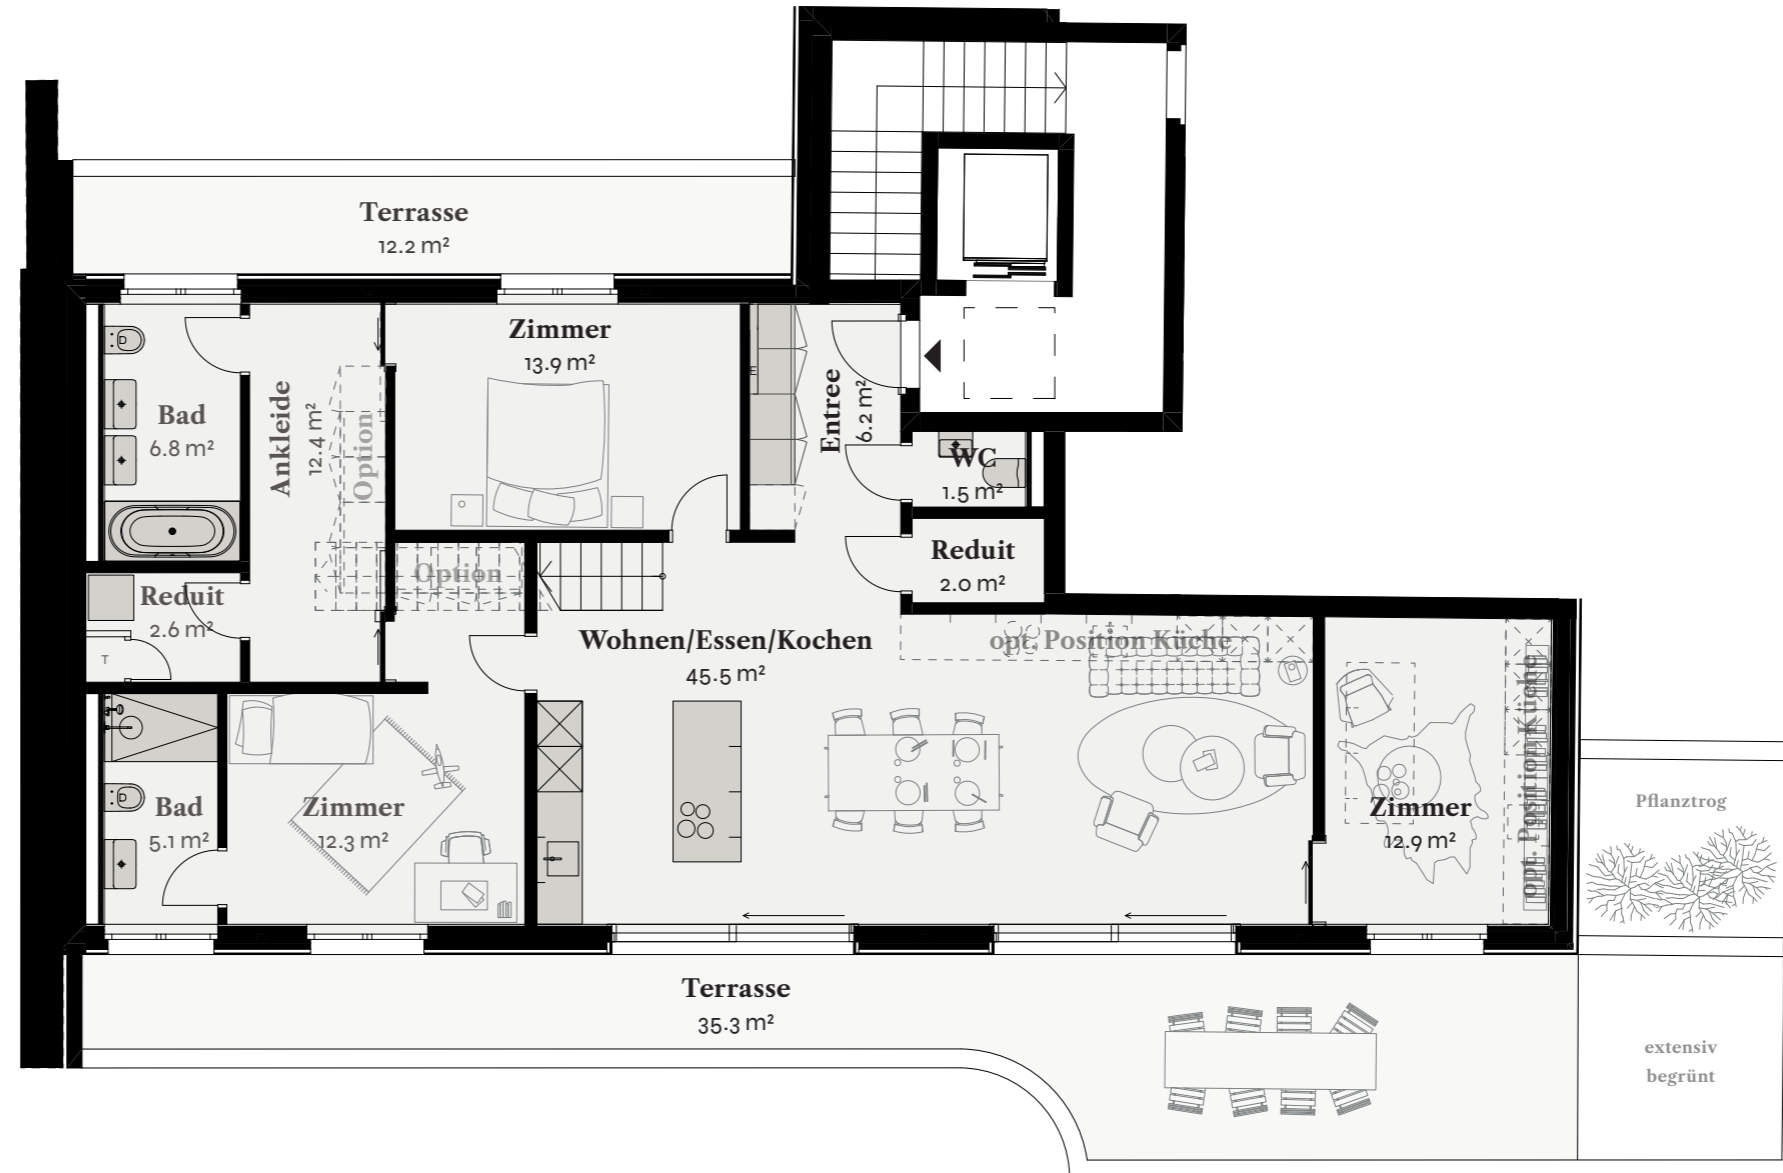 Terrasse
12.2 m²
Zimmer
13.9 m²
Bad
6.8 m²
Ankleide
12.4 m²
Option
Entree
6.2 m²
WC
1.5 m²
Reduit
2.0 m²
Option
Reduit
2.6 m²
T
Wohnen/Essen/Kochen
45.5 m²
opt. Position Küche
Bad
5.1 m²
Zimmer
12.3 m²
Zimmer
12.9 m²
opt. Position Küche
Pflanztrog
Terrasse
35.3 m²
extensiv
begrünt